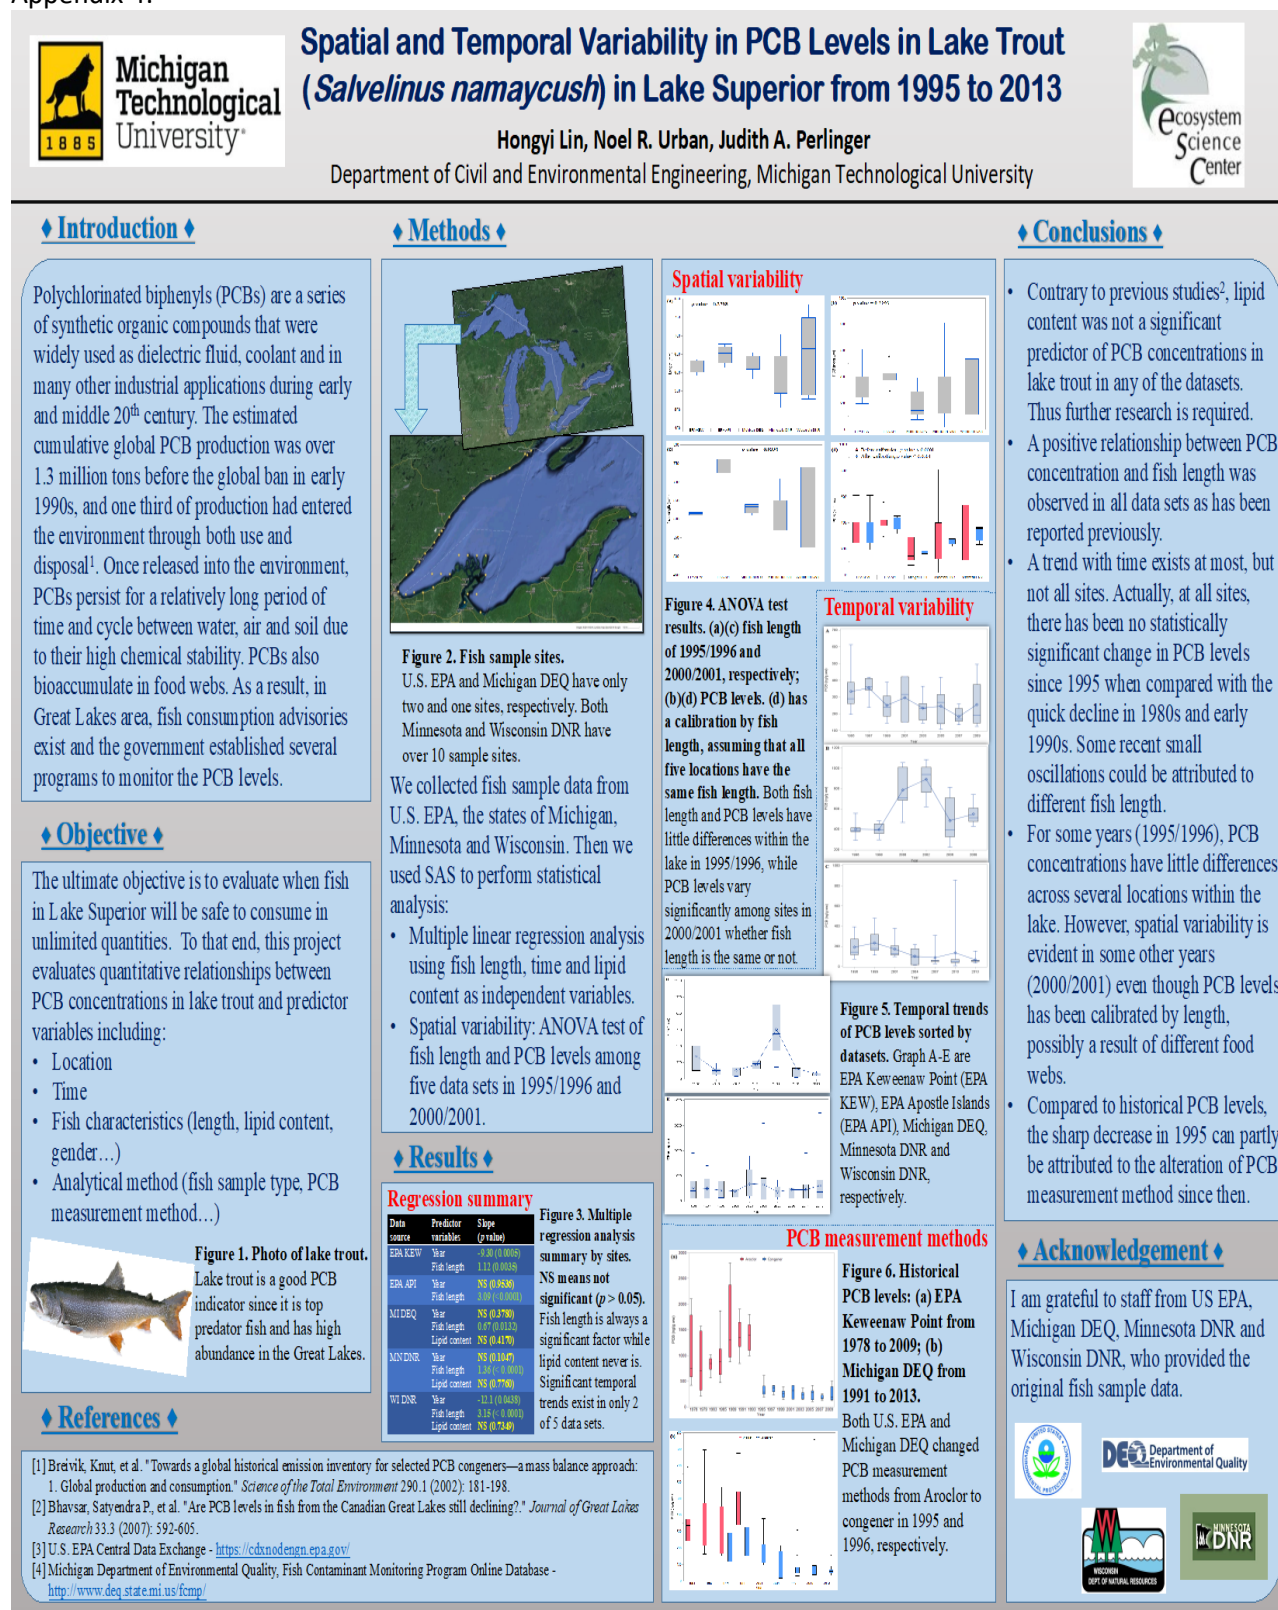 Appendix 4.
Michigan
Technological
University
1885
Spatial and Temporal Variability in PCB Levels in Lake Trout
(Salvelinus namaycush) in Lake Superior from 1995 to 2013
Hongyi Lin, Noel R. Urban, Judith A. Perlinger
Department of Civil and Environmental Engineering, Michigan Technological University
ecosystem
Science
Center
♦ Introduction ♦
Polychlorinated biphenyls (PCBs) are a series
of synthetic organic compounds that were
widely used as dielectric fluid, coolant and in
many other industrial applications during early
and middle 20th century. The estimated
cumulative global PCB production was over
1.3 million tons before the global ban in early
1990s, and one third of production had entered
the environment through both use and
disposal1. Once released into the environment,
PCBs persist for a relatively long period of
time and cycle between water, air and soil due
to their high chemical stability. PCBs also
bioaccumulate in food webs. As a result, in
Great Lakes area, fish consumption advisories
exist and the government established several
programs to monitor the PCB levels.
♦ Objective ♦
The ultimate objective is to evaluate when fish
in Lake Superior will be safe to consume in
unlimited quantities. To that end, this project
evaluates quantitative relationships between
PCB concentrations in lake trout and predictor
variables including:
• Location
• Time
• Fish characteristics (length, lipid content,
gender…)
• Analytical method (fish sample type, PCB
measurement method…)
Figure 1. Photo of lake trout.
Lake trout is a good PCB
indicator since it is top
predator fish and has high
abundance in the Great Lakes.
♦ References ♦
[1] Breivik, Knut, et al. "Towards a global historical emission inventory for selected PCB congeners—a mass balance approach:
1. Global production and consumption." Science of the Total Environment 290.1 (2002): 181-198.
[2] Bhavsar, Satyendra P., et al. "Are PCB levels in fish from the Canadian Great Lakes still declining?." Journal of Great Lakes
Research 33.3 (2007): 592-605.
[3] U.S. EPA Central Data Exchange - https://cdxnodengn.epa.gov/
[4] Michigan Department of Environmental Quality, Fish Contaminant Monitoring Program Online Database -
http://www.deq.state.mi.us/fcmp/
♦ Methods ♦
Figure 2. Fish sample sites.
U.S. EPA and Michigan DEQ have only
two and one sites, respectively. Both
Minnesota and Wisconsin DNR have
over 10 sample sites.
We collected fish sample data from
U.S. EPA, the states of Michigan,
Minnesota and Wisconsin. Then we
used SAS to perform statistical
analysis:
• Multiple linear regression analysis
using fish length, time and lipid
content as independent variables.
• Spatial variability: ANOVA test of
fish length and PCB levels among
five data sets in 1995/1996 and
2000/2001.
♦ Results ♦
Regression summary
Data source Predictor variables Slope (p value)
EPA KEW Year -9.30 (0.0005)
Fish length 1.12 (0.0035)
EPA API Year NS (0.9636)
Fish length 3.09 (<0.0001)
MI DEQ Year NS (0.3780)
Fish length 0.67 (0.0132)
Lipid content NS (0.4170)
MN DNR Year NS (0.1047)
Fish length 1.36 (< 0.0001)
Lipid content NS (0.7760)
WI DNR Year -12.1 (0.0438)
Fish length 3.15 (< 0.0001)
Lipid content NS (0.7349)
Figure 3. Multiple
regression analysis
summary by sites.
NS means not
significant (p > 0.05).
Fish length is always a
significant factor while
lipid content never is.
Significant temporal
trends exist in only 2
of 5 data sets.
Spatial variability
Figure 4. ANOVA test
results. (a)(c) fish length
of 1995/1996 and
2000/2001, respectively;
(b)(d) PCB levels. (d) has
a calibration by fish
length, assuming that all
five locations have the
same fish length. Both fish
length and PCB levels have
little differences within the
lake in 1995/1996, while
PCB levels vary
significantly among sites in
2000/2001 whether fish
length is the same or not.
Temporal variability
Figure 5. Temporal trends
of PCB levels sorted by
datasets. Graph A-E are
EPA Keweenaw Point (EPA
KEW), EPA Apostle Islands
(EPA API), Michigan DEQ,
Minnesota DNR and
Wisconsin DNR,
respectively.
PCB measurement methods
Figure 6. Historical
PCB levels: (a) EPA
Keweenaw Point from
1978 to 2009; (b)
Michigan DEQ from
1991 to 2013.
Both U.S. EPA and
Michigan DEQ changed
PCB measurement
methods from Aroclor to
congener in 1995 and
1996, respectively.
♦ Conclusions ♦
• Contrary to previous studies2, lipid
content was not a significant
predictor of PCB concentrations in
lake trout in any of the datasets.
Thus further research is required.
• A positive relationship between PCB
concentration and fish length was
observed in all data sets as has been
reported previously.
• A trend with time exists at most, but
not all sites. Actually, at all sites,
there has been no statistically
significant change in PCB levels
since 1995 when compared with the
quick decline in 1980s and early
1990s. Some recent small
oscillations could be attributed to
different fish length.
• For some years (1995/1996), PCB
concentrations have little differences
across several locations within the
lake. However, spatial variability is
evident in some other years
(2000/2001) even though PCB levels
has been calibrated by length,
possibly a result of different food
webs.
• Compared to historical PCB levels,
the sharp decrease in 1995 can partly
be attributed to the alteration of PCB
measurement method since then.
♦ Acknowledgement ♦
I am grateful to staff from US EPA,
Michigan DEQ, Minnesota DNR and
Wisconsin DNR, who provided the
original fish sample data.
UNITED STATES
ENVIRONMENTAL PROTECTION AGENCY
DEQ Department of
Environmental Quality
WISCONSIN
DEPT. OF NATURAL RESOURCES
MINNESOTA
DNR